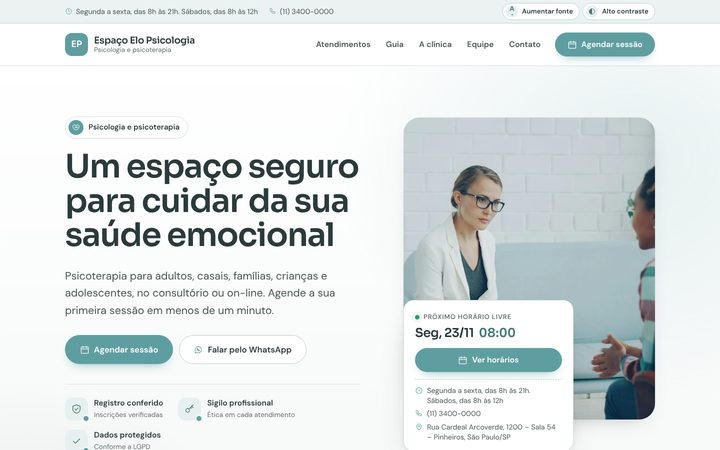 Segunda a sexta, das 8h às 21h. Sábados, das 8h às 12h
(11) 3400-0000
A Aumentar fonte
Alto contraste
EP
Espaço Elo Psicologia
Psicologia e psicoterapia
Atendimentos
Guia
A clínica
Equipe
Contato
Agendar sessão
Psicologia e psicoterapia
Um espaço seguro
para cuidar da sua
saúde emocional
Psicoterapia para adultos, casais, famílias, crianças e
adolescentes, no consultório ou on-line. Agende a sua
primeira sessão em menos de um minuto.
Agendar sessão
Falar pelo WhatsApp
Registro conferido
Inscrições verificadas
Sigilo profissional
Ética em cada atendimento
Dados protegidos
Conforme a LGPD
PRÓXIMO HORÁRIO LIVRE
Seg, 23/11 08:00
Ver horários
Segunda a sexta, das 8h às 21h.
Sábados, das 8h às 12h
(11) 3400-0000
Rua Cardeal Arcoverde, 1200 – Sala 54
– Pinheiros, São Paulo/SP